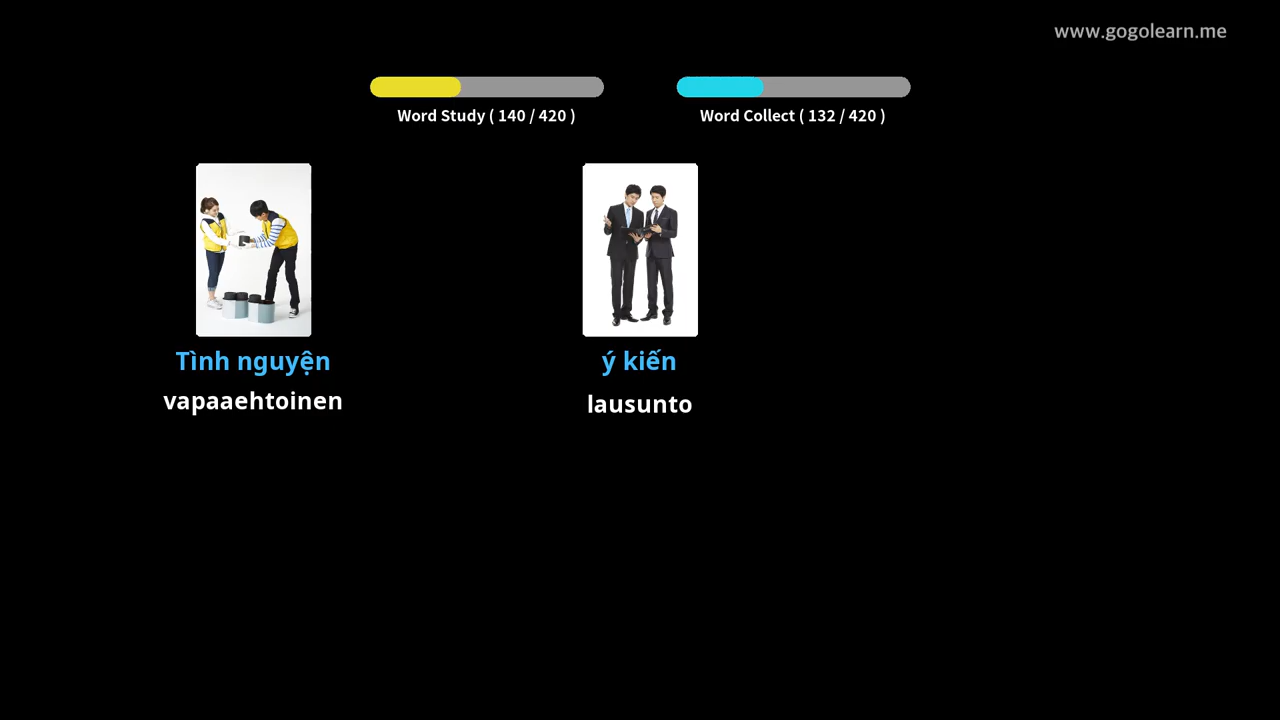 www.gogolearn.me
Word Study ( 140 / 420 )
Word Collect ( 132 / 420 )
Tình nguyện
vapaaehtoinen
ý kiến
lausunto